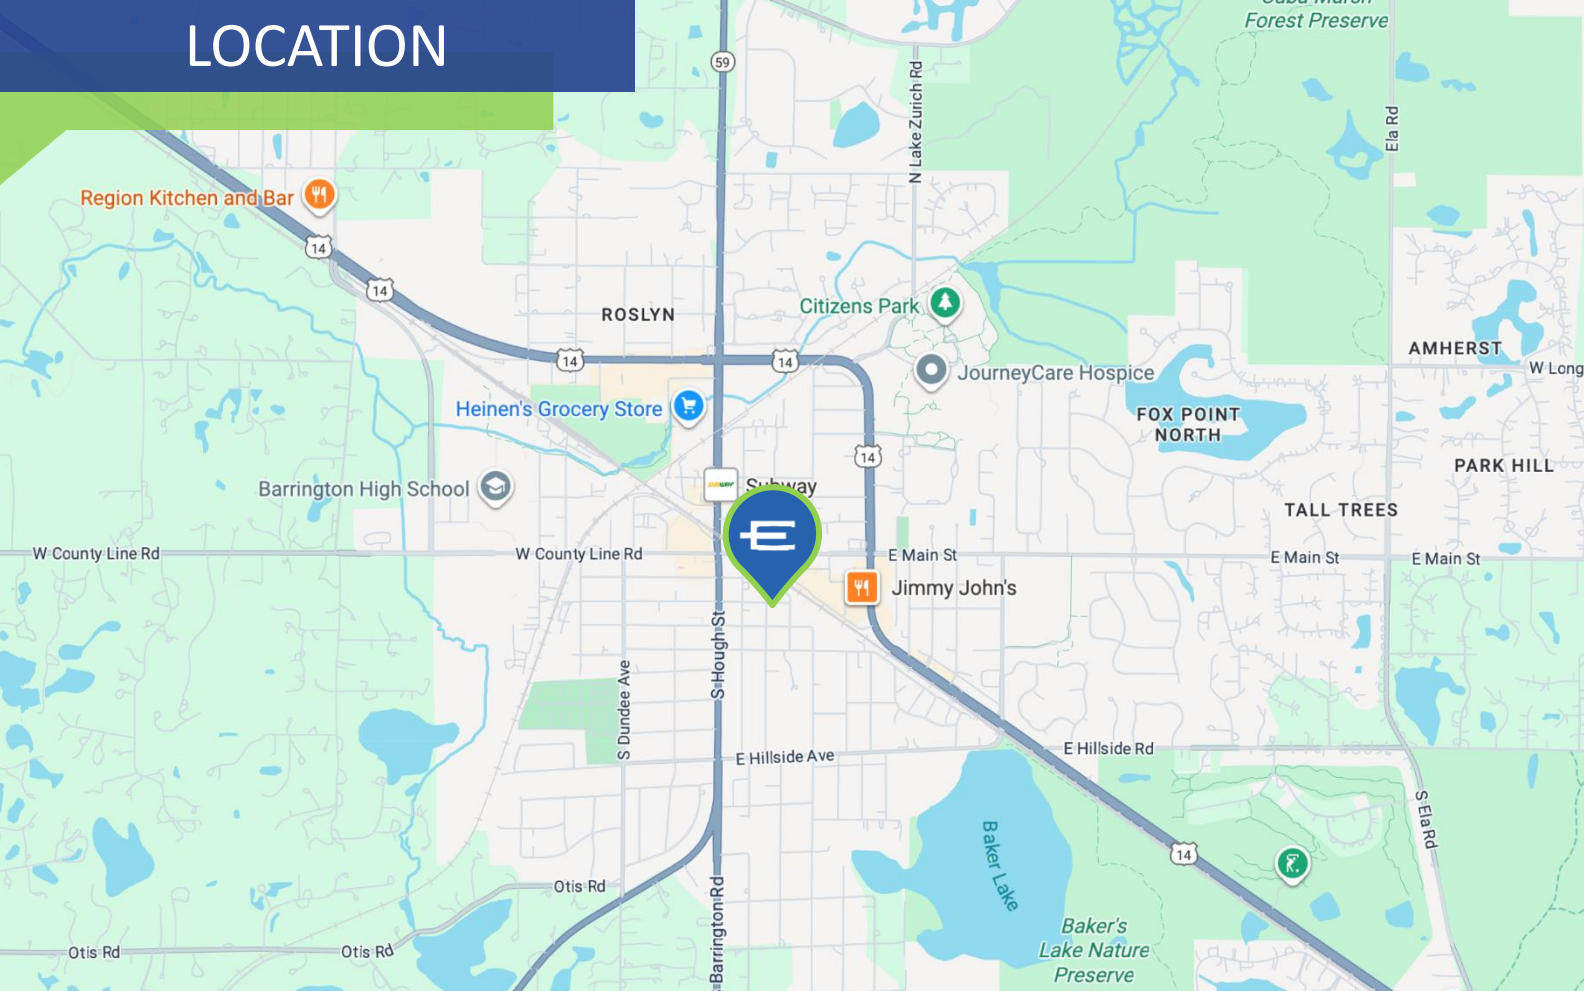 LOCATION
Forest Preserve
59
N Lake Zurich Rd
Ela Rd
Region Kitchen and Bar
14
14
ROSLYN
Citizens Park
14
14
AMHERST
W Long
JourneyCare Hospice
Heinen's Grocery Store
FOX POINT
NORTH
14
PARK HILL
Barrington High School
SUBWAY
Subway
TALL TREES
E
W County Line Rd
W County Line Rd
E Main St
E Main St
E Main St
Jimmy John's
S Hough St
S Dundee Ave
E Hillside Ave
E Hillside Rd
S Ela Rd
Baker Lake
14
Otis Rd
S Barrington Rd
Otis Rd
Otis Rd
Baker's
Lake Nature
Preserve